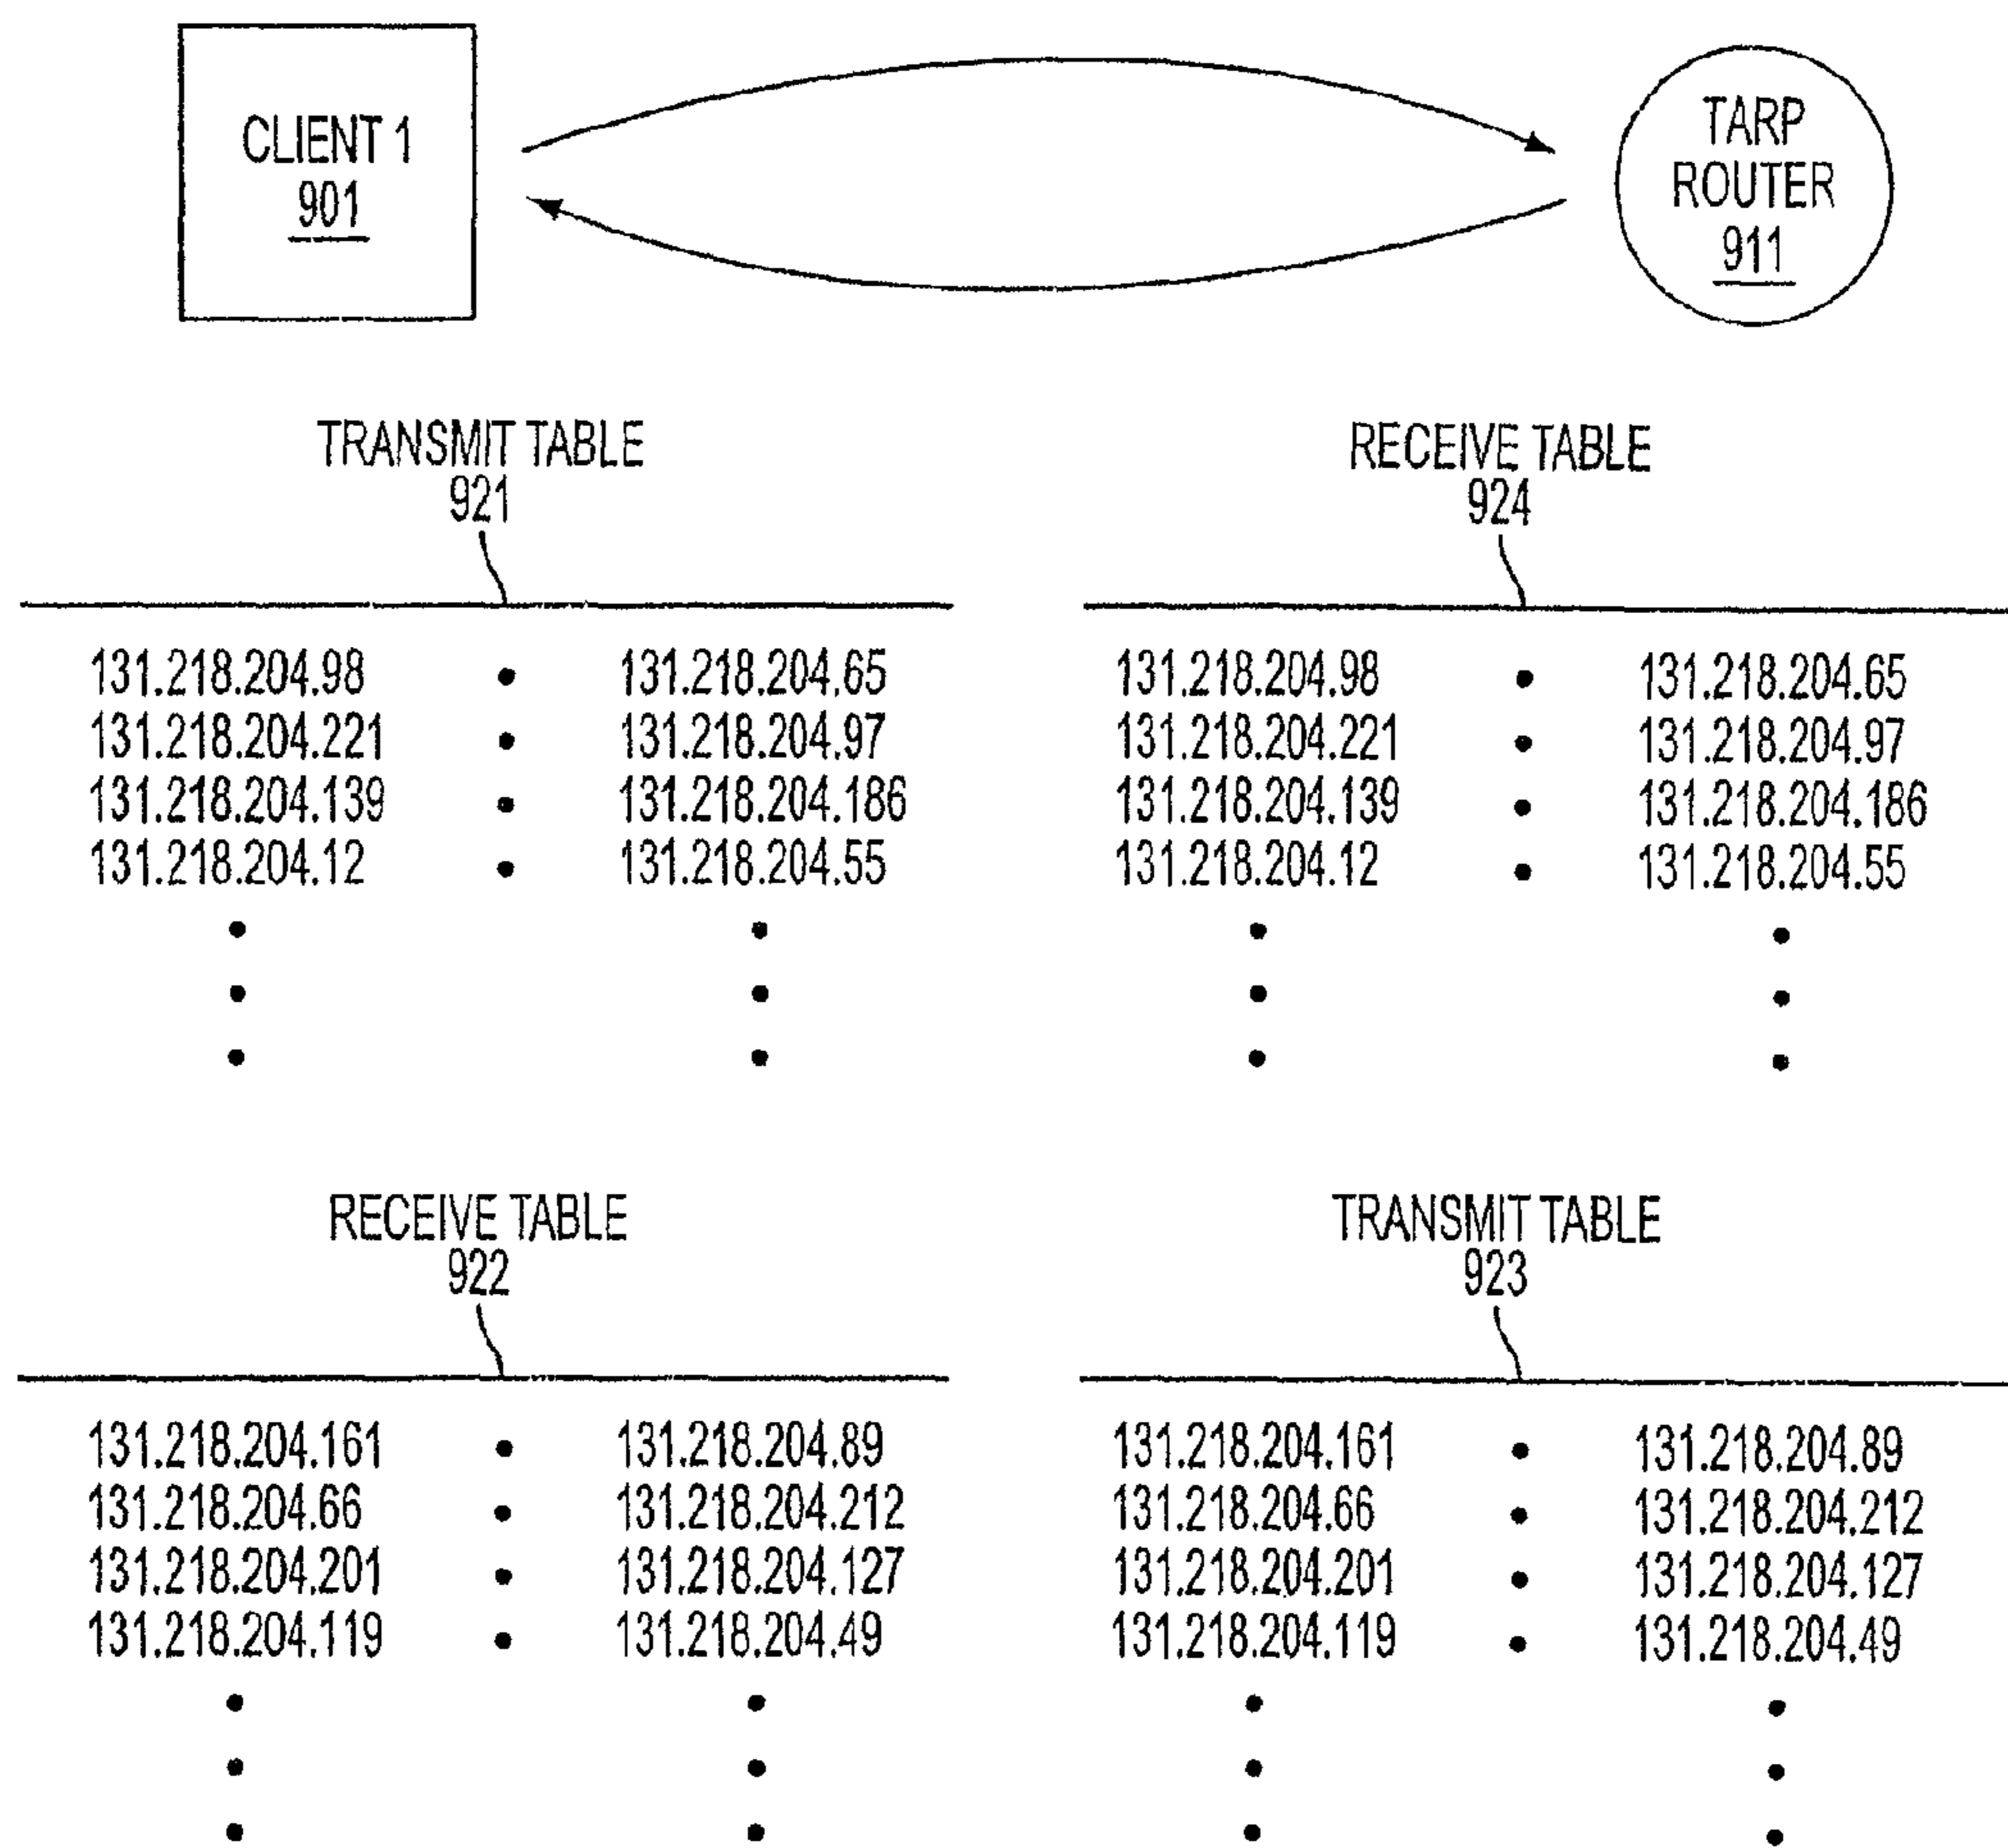 CLIENT 1
901
TARP
ROUTER
911
TRANSMIT TABLE
921
131.218.204.98 • 131.218.204.65
131.218.204.221 • 131.218.204.97
131.218.204.139 • 131.218.204.186
131.218.204.12 • 131.218.204.55
RECEIVE TABLE
924
131.218.204.98 • 131.218.204.65
131.218.204.221 • 131.218.204.97
131.218.204.139 • 131.218.204.186
131.218.204.12 • 131.218.204.55
RECEIVE TABLE
922
131.218.204.161 • 131.218.204.89
131.218.204.66 • 131.218.204.212
131.218.204.201 • 131.218.204.127
131.218.204.119 • 131.218.204.49
TRANSMIT TABLE
923
131.218.204.161 • 131.218.204.89
131.218.204.66 • 131.218.204.212
131.218.204.201 • 131.218.204.127
131.218.204.119 • 131.218.204.49